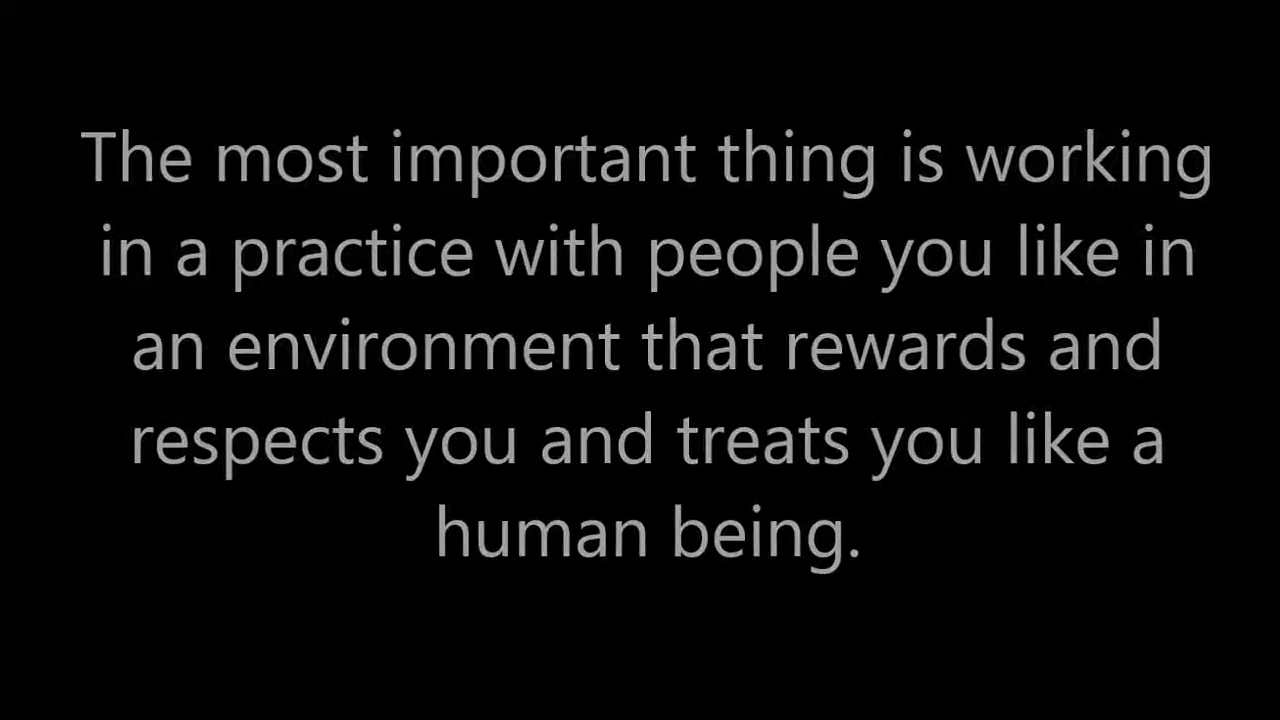 The most important thing is working
in a practice with people you like in
an environment that rewards and
respects you and treats you like a
human being.